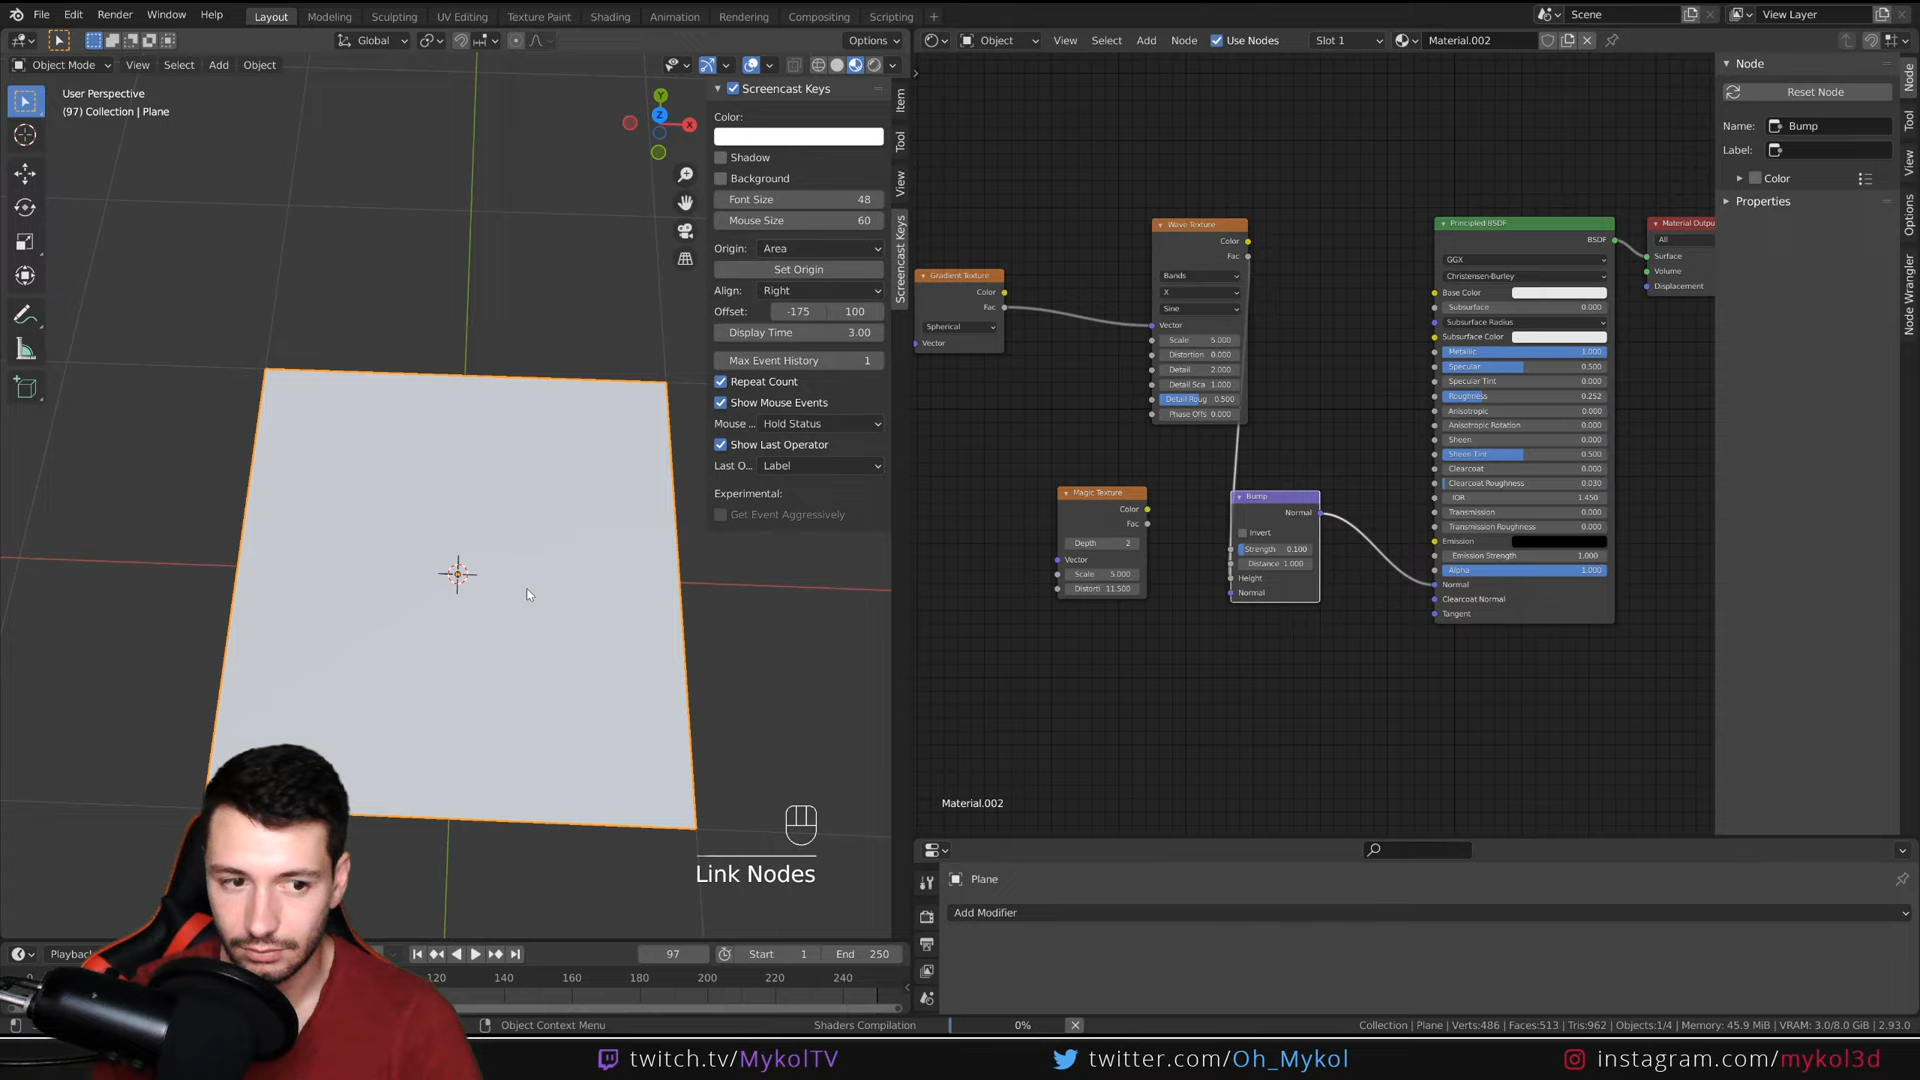 File Edit Render Window Help
Layout Modeling Sculpting UV Editing Texture Paint Shading Animation Rendering Compositing Scripting +
Scene
View Layer
Global
Options
Object
View Select Add Node
Use Nodes
Slot 1
Material.002
Object Mode
View Select Add Object
User Perspective
(97) Collection | Plane
Y
Z
X
Screencast Keys
Color:
Shadow
Background
Font Size 48
Mouse Size 60
Origin: Area
Set Origin
Align: Right
Offset: -175 100
Display Time 3.00
Max Event History 1
Repeat Count
Show Mouse Events
Mouse ... Hold Status
Show Last Operator
Last O... Label
Experimental:
Get Event Aggressively
Item
Tool
View
Screencast Keys
Gradient Texture
Color
Fac
Spherical
Vector
Wave Texture
Color
Fac
Bands
X
Sine
Vector
Scale 5.000
Distortion 0.000
Detail 2.000
Detail Sca 1.000
Detail Roug 0.500
Phase Offs 0.000
Magic Texture
Color
Fac
Depth 2
Vector
Scale 5.000
Distorti 11.500
Bump
Normal
Invert
Strength 0.100
Distance 1.000
Height
Normal
Principled BSDF
BSDF
GGX
Christensen-Burley
Base Color
Subsurface 0.000
Subsurface Radius
Subsurface Color
Metallic 1.000
Specular 0.500
Specular Tint 0.000
Roughness 0.252
Anisotropic 0.000
Anisotropic Rotation 0.000
Sheen 0.000
Sheen Tint 0.500
Clearcoat 0.000
Clearcoat Roughness 0.030
IOR 1.450
Transmission 0.000
Transmission Roughness 0.000
Emission
Emission Strength 1.000
Alpha 1.000
Normal
Clearcoat Normal
Tangent
Material Outpu
All
Surface
Volume
Displacement
Node
Reset Node
Name: Bump
Label:
Color
Properties
Node
Tool
View
Options
Node Wrangler
Material.002
Link Nodes
Plane
Add Modifier
Playback
97
Start 1
End 250
0
120 140 160 180 200 220 240
Object Context Menu
Shaders Compilation
0%
Collection | Plane | Verts:486 | Faces:513 | Tris:962 | Objects:1/4 | Memory: 45.9 MiB | VRAM: 3.0/8.0 GiB | 2.93.0
twitch.tv/MykolTV
twitter.com/Oh_Mykol
instagram.com/mykol3d